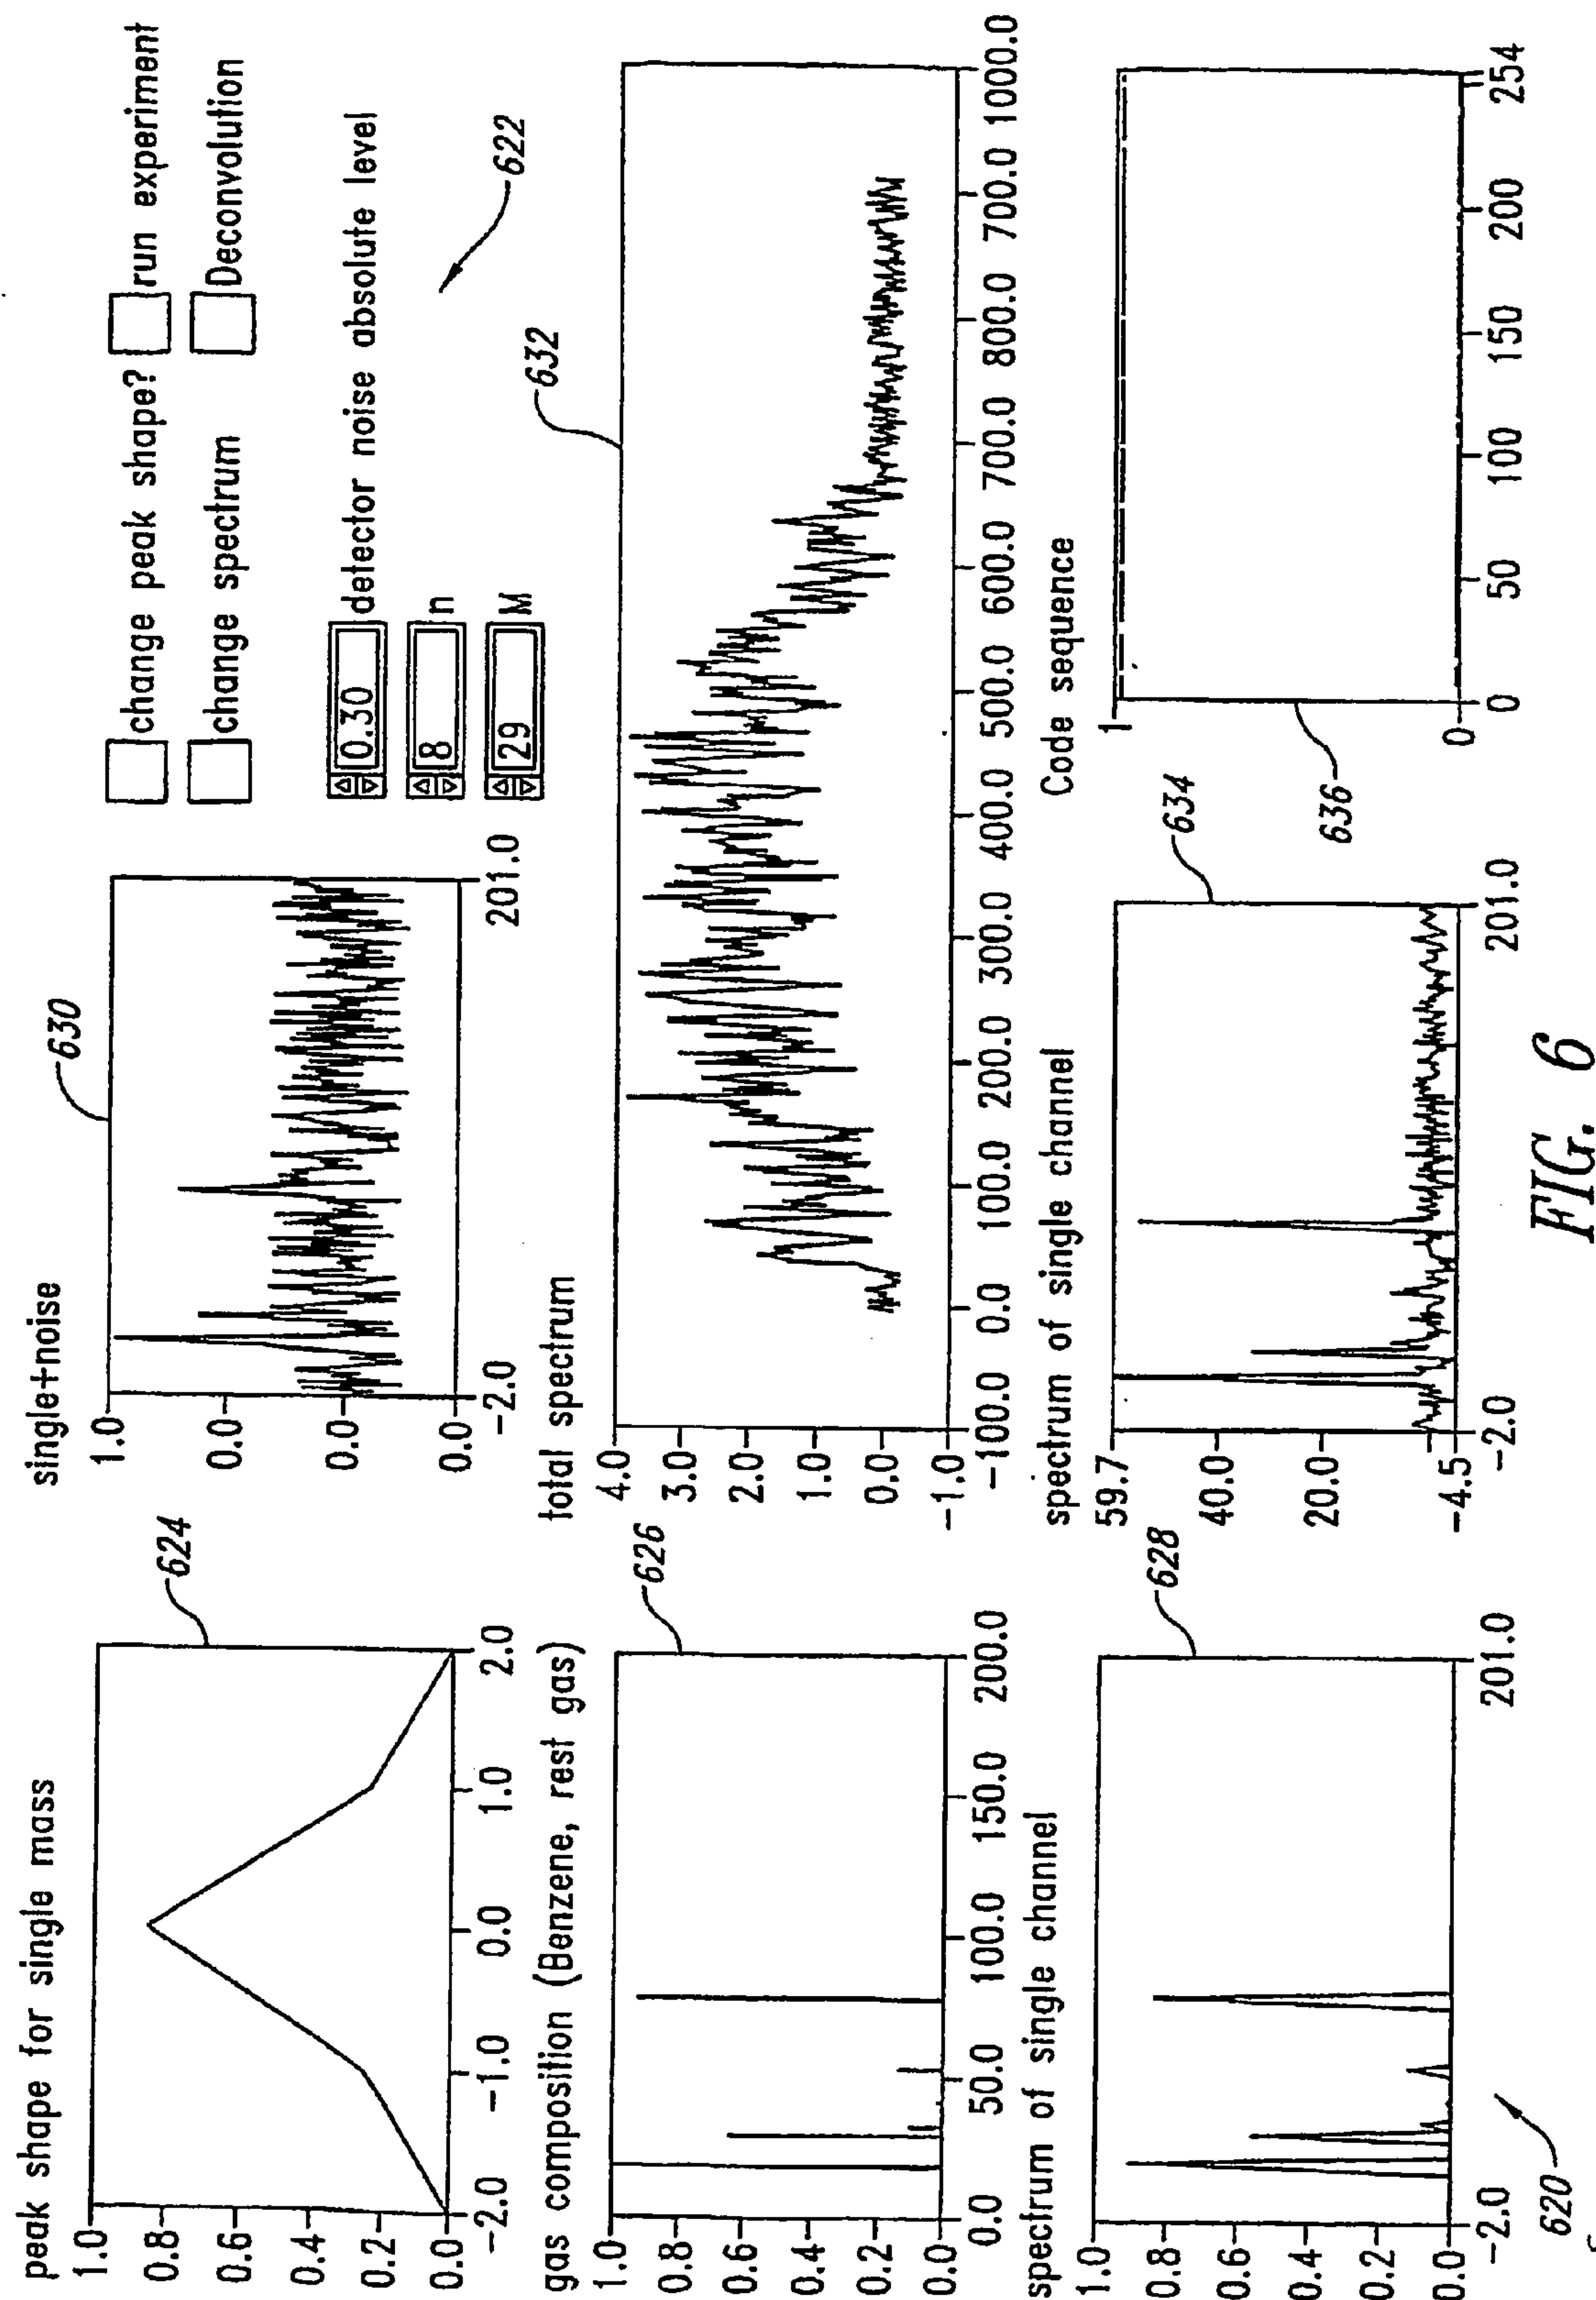 peak shape for single mass
624
1.0
0.8
0.6
0.4
0.2
0.0
-2.0 -1.0 0.0 1.0 2.0
single+noise
630
1.0
0.0
0.0
0.0
-2.0 201.0
change peak shape? run experiment
change spectrum Deconvolution
0.30 detector noise absolute level
8 n
29 M
622
gas composition (Benzene, rest gas)
626
1.0
0.8
0.6
0.4
0.2
0.0
0.0 50.0 100.0 150.0 200.0
total spectrum
632
4.0
3.0
2.0
1.0
0.0
-1.0
-100.0 0.0 100.0 200.0 300.0 400.0 500.0 600.0 700.0 800.0 700.0 1000.0
spectrum of single channel
628
1.0
0.8
0.6
0.4
0.2
0.0
-2.0 201.0
620
spectrum of single channel
634
59.7
40.0
20.0
-4.5
-2.0 201.0
Code sequence
636
1
0
0 50 100 150 200 254
FIG. 6